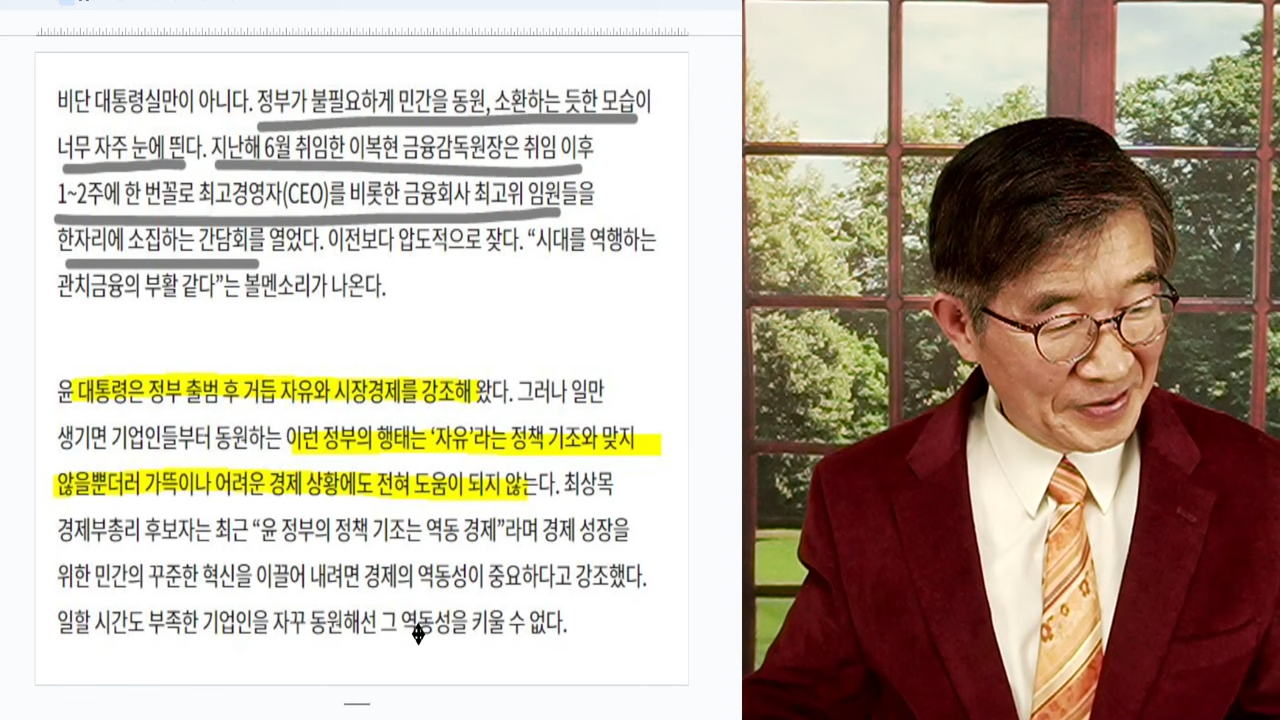 비단 대통령실만이 아니다. 정부가 불필요하게 민간을 동원, 소환하는 듯한 모습이
너무 자주 눈에 띈다. 지난해 6월 취임한 이복현 금융감독원장은 취임 이후
1~2주에 한 번꼴로 최고경영자(CEO)를 비롯한 금융회사 최고위 임원들을
한자리에 소집하는 간담회를 열었다. 이전보다 압도적으로 잦다. “시대를 역행하는
관치금융의 부활 같다”는 볼멘소리가 나온다.
윤 대통령은 정부 출범 후 거듭 자유와 시장경제를 강조해 왔다. 그러나 일만
생기면 기업인들부터 동원하는 이런 정부의 행태는 ‘자유’라는 정책 기조와 맞지
않을뿐더러 가뜩이나 어려운 경제 상황에도 전혀 도움이 되지 않는다. 최상목
경제부총리 후보자는 최근 “윤 정부의 정책 기조는 역동 경제”라며 경제 성장을
위한 민간의 꾸준한 혁신을 이끌어 내려면 경제의 역동성이 중요하다고 강조했다.
일할 시간도 부족한 기업인을 자꾸 동원해선 그 역동성을 키울 수 없다.